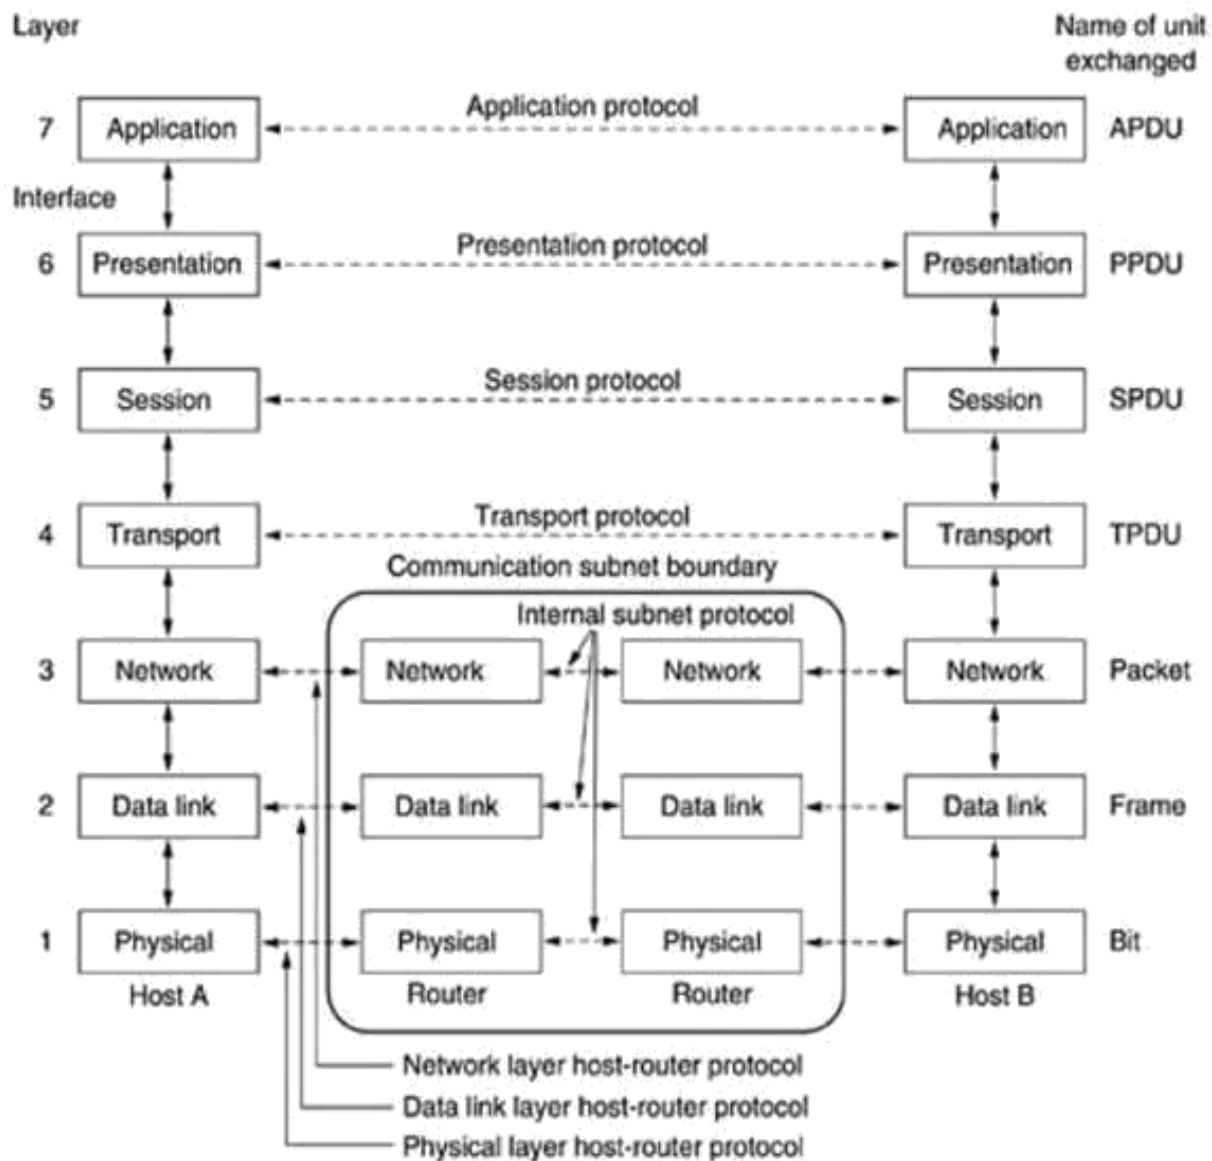 Layer
Name of unit
exchanged
Application protocol
7 Application Application APDU
Interface
Presentation protocol
6 Presentation Presentation PPDU
Session protocol
5 Session Session SPDU
Transport protocol
4 Transport Transport TPDU
Communication subnet boundary
Internal subnet protocol
3 Network Network Network Network Packet
2 Data link Data link Data link Data link Frame
1 Physical Physical Physical Physical Bit
Host A Router Router Host B
Network layer host-router protocol
Data link layer host-router protocol
Physical layer host-router protocol